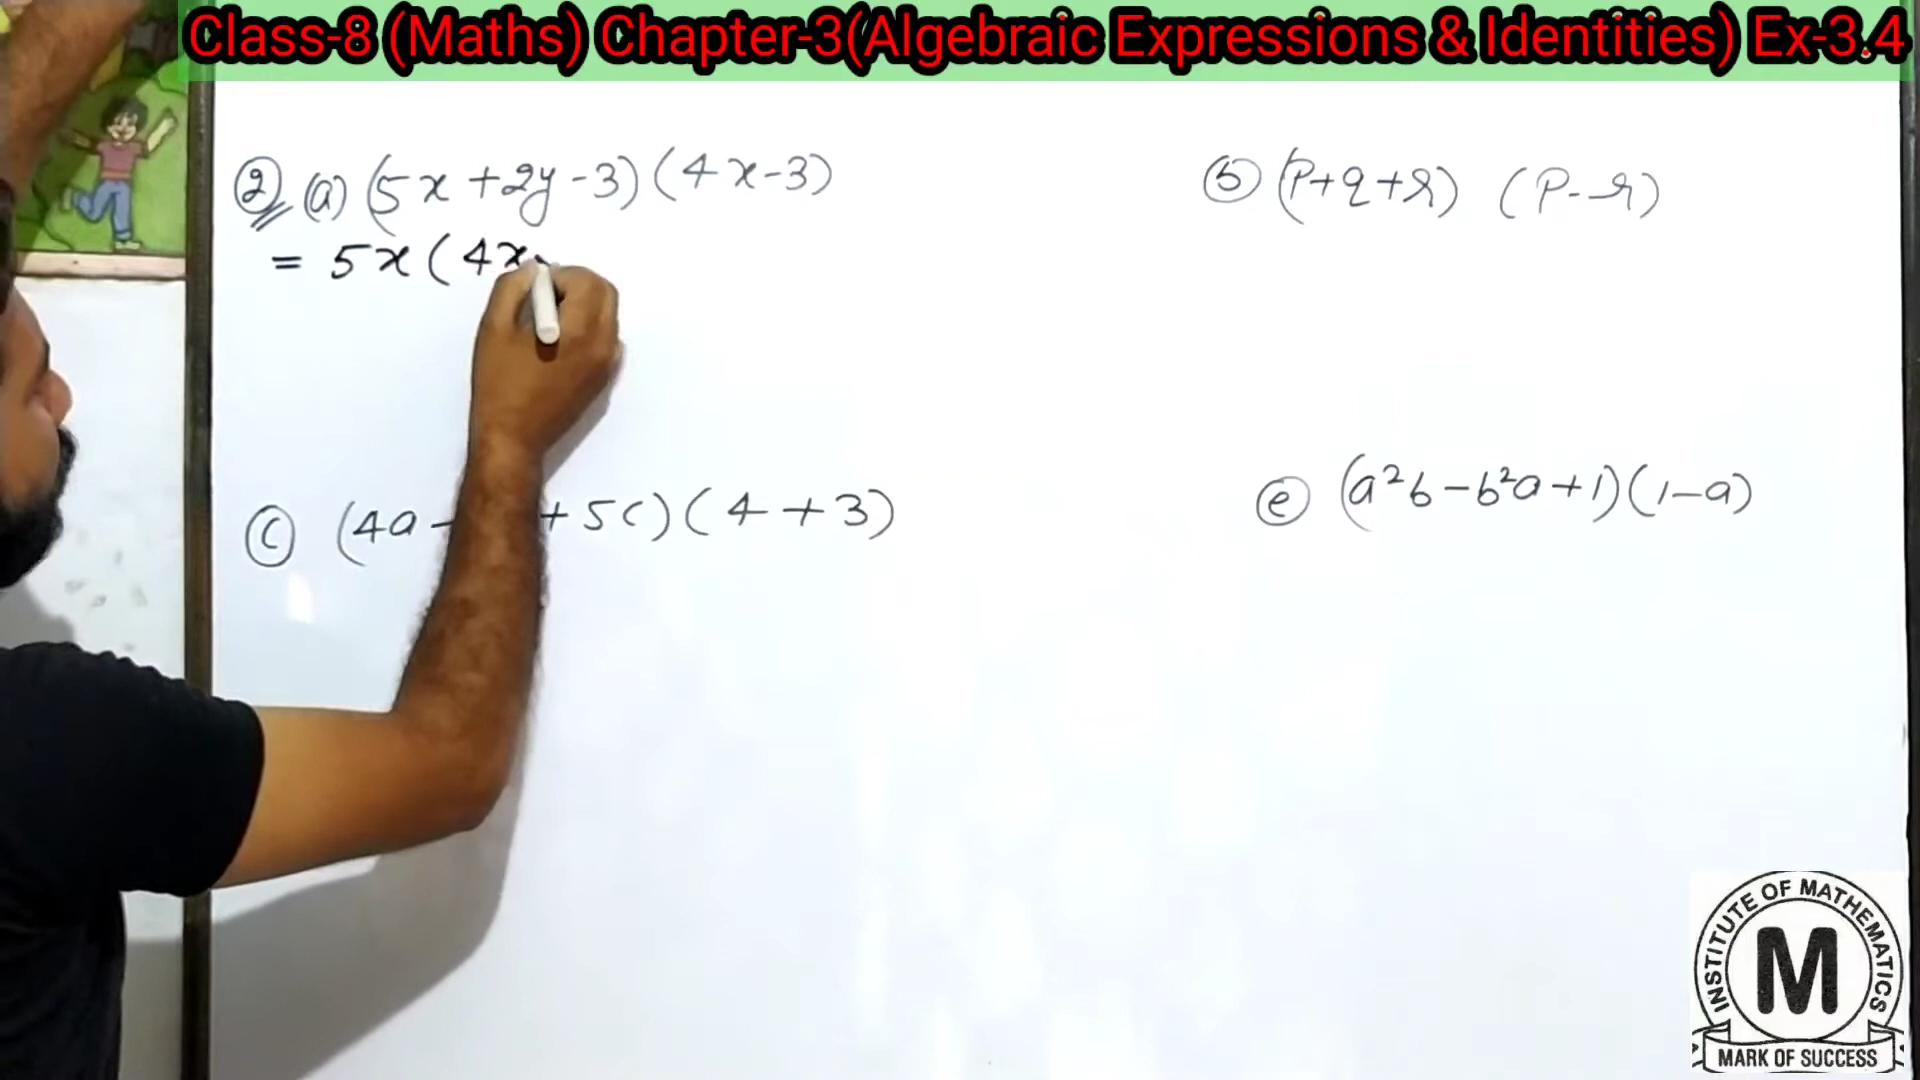 Class-8 (Maths) Chapter-3(Algebraic Expressions & Identities) Ex-3.4
② (a) (5x+2y-3)(4x-3)
= 5x(4x
ⓑ (p+q+r) (p-r)
ⓒ (4a- +5c)(4+3)
ⓔ (a²b-b²a+1)(1-a)
INSTITUTE OF MATHEMATICS
M
MARK OF SUCCESS